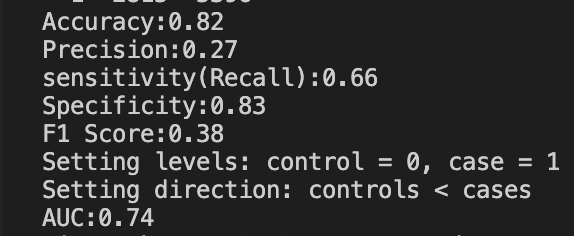 Accuracy:0.82
Precision:0.27
sensitivity(Recall):0.66
Specificity:0.83
F1 Score:0.38
Setting levels: control = 0, case = 1
Setting direction: controls < cases
AUC:0.74